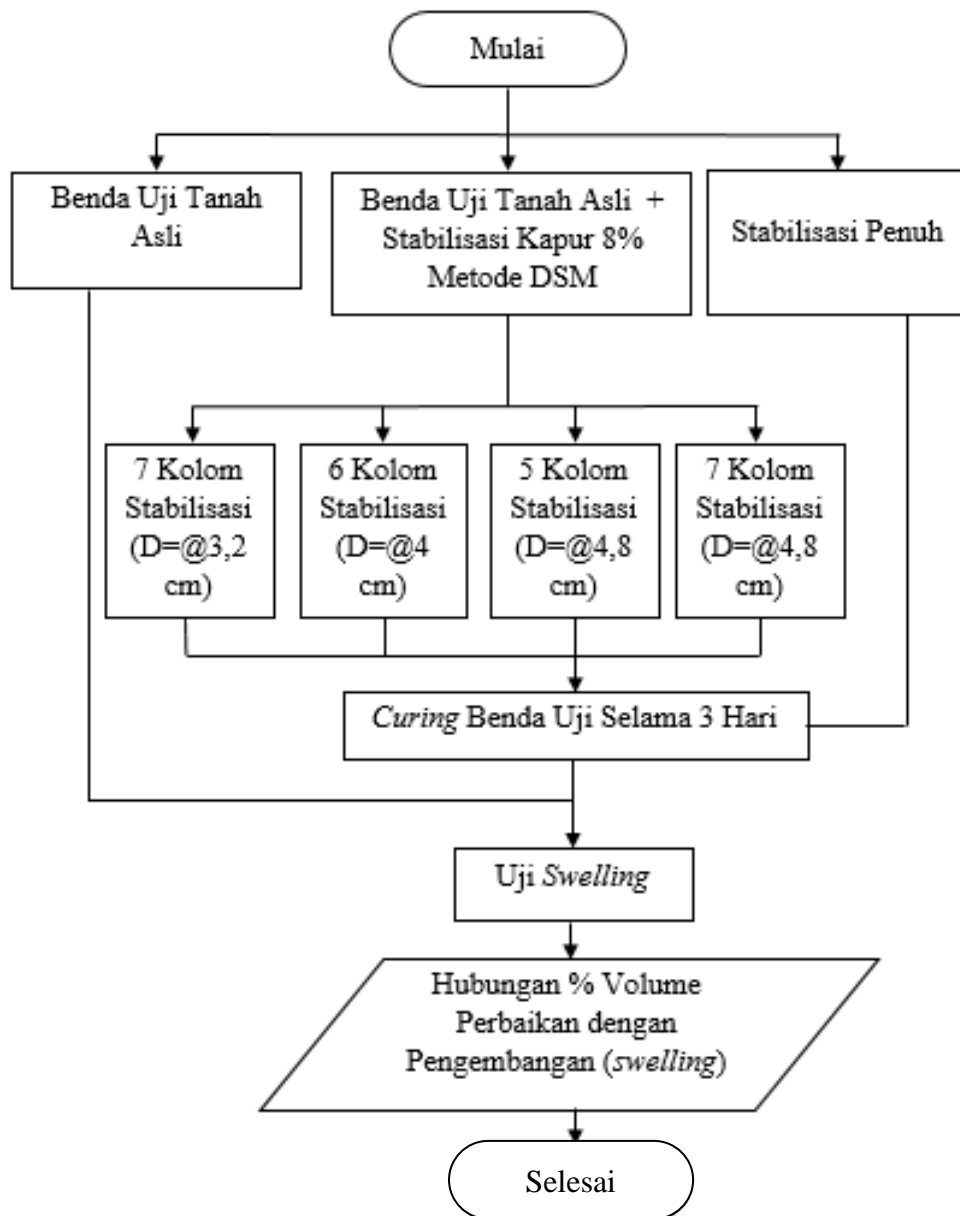 Mulai
Benda Uji Tanah
Asli
Benda Uji Tanah Asli +
Stabilisasi Kapur 8%
Metode DSM
Stabilisasi Penuh
7 Kolom
Stabilisasi
(D=@3,2
cm)
6 Kolom
Stabilisasi
(D=@4
cm)
5 Kolom
Stabilisasi
(D=@4,8
cm)
7 Kolom
Stabilisasi
(D=@4,8
cm)
Curing Benda Uji Selama 3 Hari
Uji Swelling
Hubungan % Volume
Perbaikan dengan
Pengembangan (swelling)
Selesai